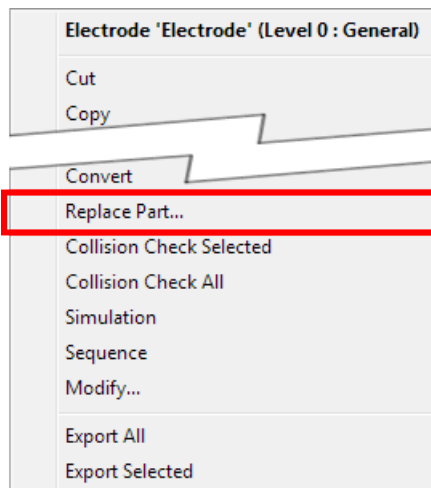 Electrode 'Electrode' (Level 0 : General)
Cut
Copy
Convert
Replace Part...
Collision Check Selected
Collision Check All
Simulation
Sequence
Modify...
Export All
Export Selected